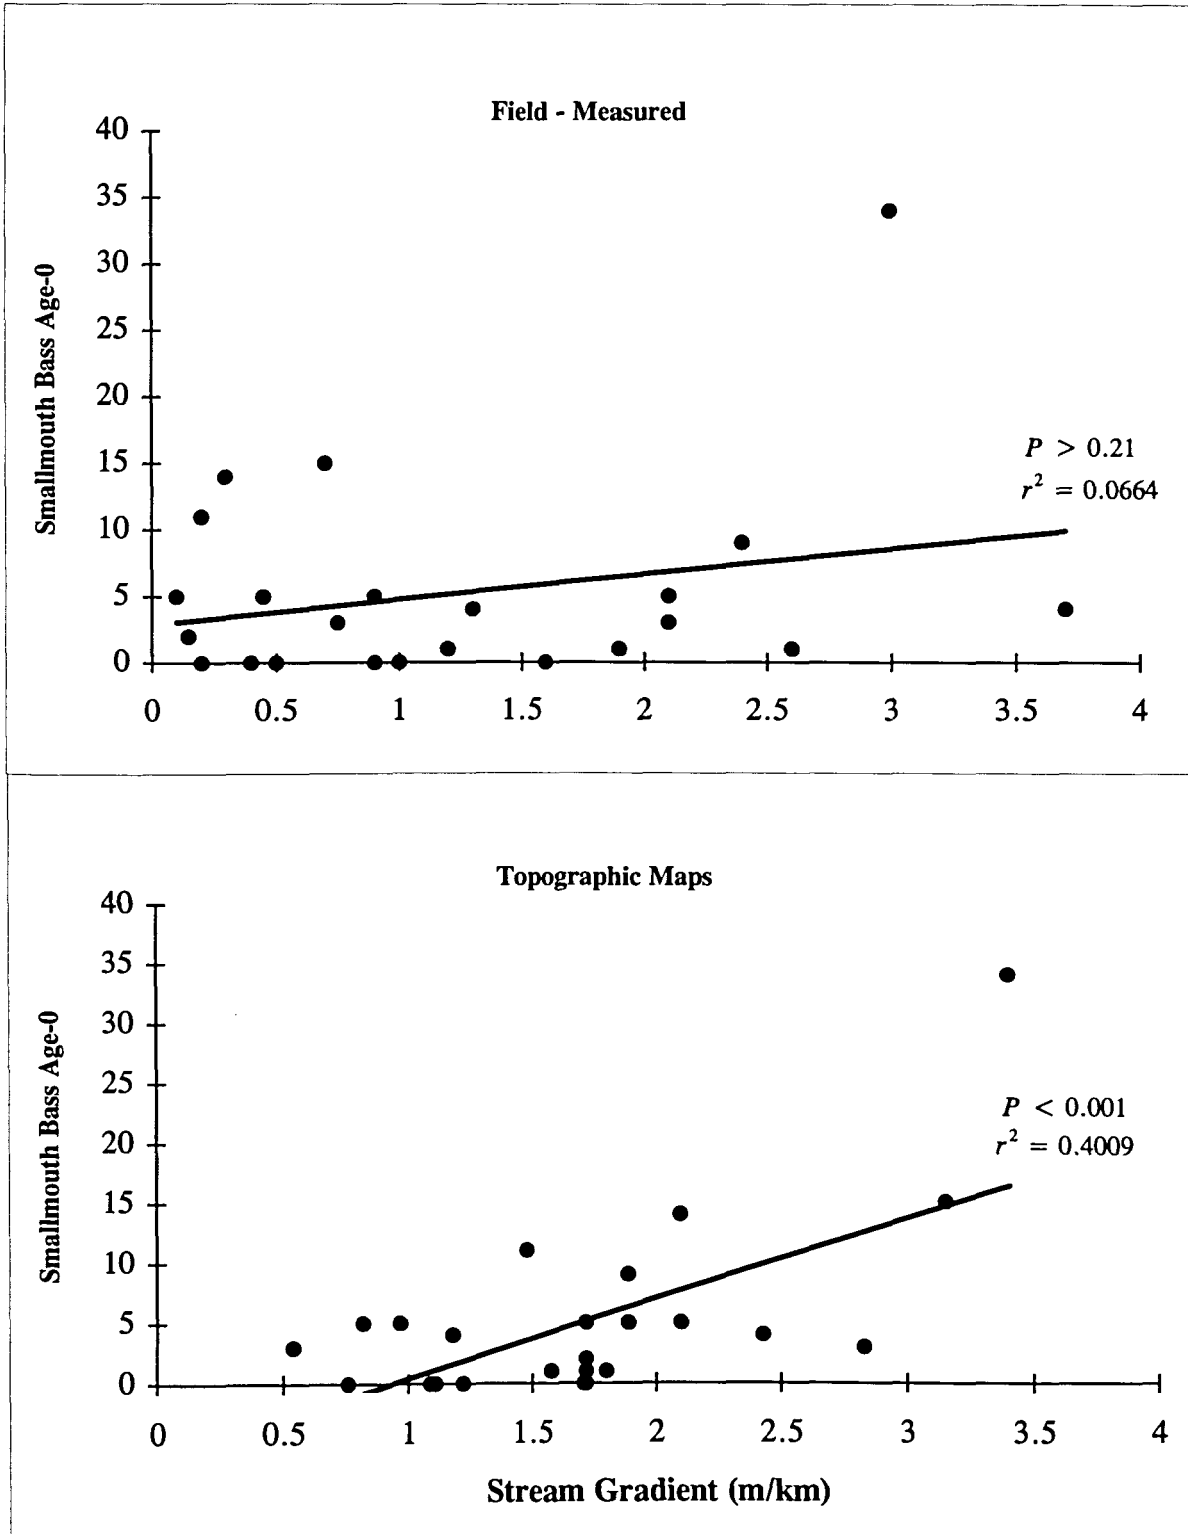 Field - Measured
40
35
30
25
20
15
10
5
0
Smallmouth Bass Age-0
P > 0.21
r² = 0.0664
0 0.5 1 1.5 2 2.5 3 3.5 4
Topographic Maps
40
35
30
25
20
15
10
5
0
Smallmouth Bass Age-0
P < 0.001
r² = 0.4009
0 0.5 1 1.5 2 2.5 3 3.5 4
Stream Gradient (m/km)